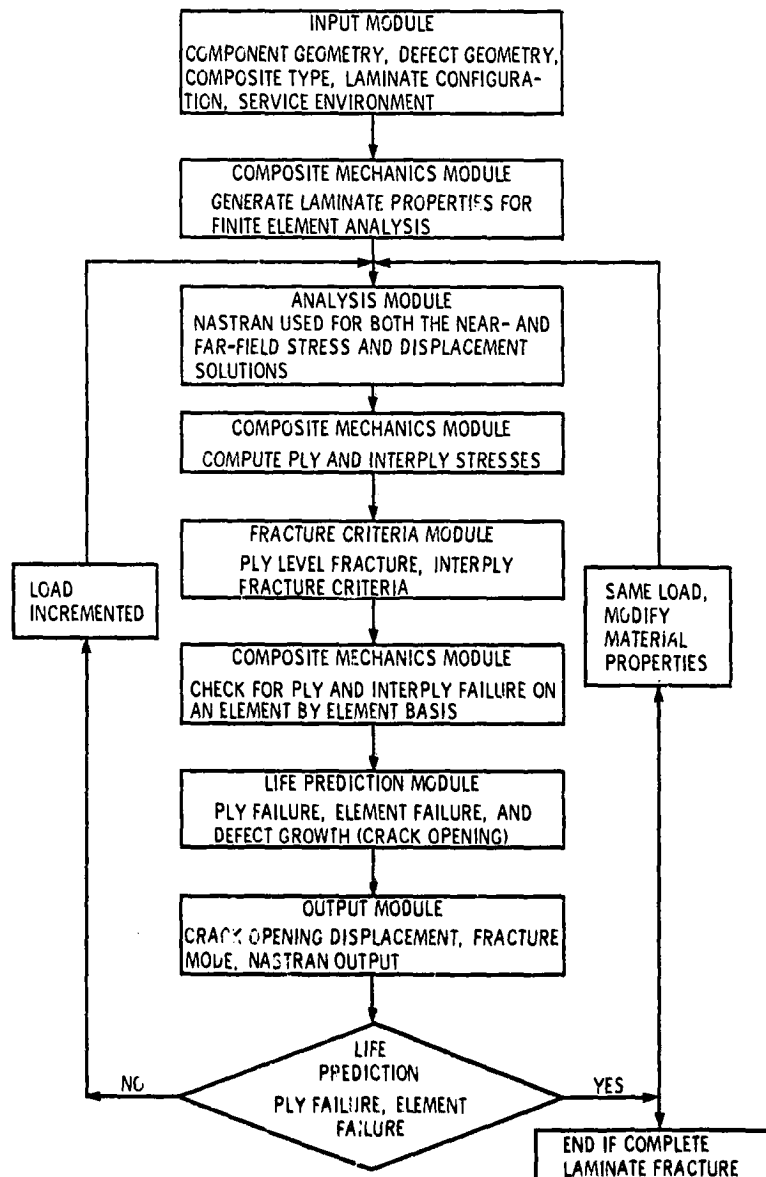 INPUT MODULE
COMPONENT GEOMETRY, DEFECT GEOMETRY,
COMPOSITE TYPE, LAMINATE CONFIGURA-
TION, SERVICE ENVIRONMENT
COMPOSITE MECHANICS MODULE
GENERATE LAMINATE PROPERTIES FOR
FINITE ELEMENT ANALYSIS
ANALYSIS MODULE
NASTRAN USED FOR BOTH THE NEAR- AND
FAR-FIELD STRESS AND DISPLACEMENT
SOLUTIONS
COMPOSITE MECHANICS MODULE
COMPUTE PLY AND INTERPLY STRESSES
FRACTURE CRITERIA MODULE
PLY LEVEL FRACTURE, INTERPLY
FRACTURE CRITERIA
LOAD
INCREMENTED
SAME LOAD,
MODIFY
MATERIAL
PROPERTIES
COMPOSITE MECHANICS MODULE
CHECK FOR PLY AND INTERPLY FAILURE ON
AN ELEMENT BY ELEMENT BASIS
LIFE PREDICTION MODULE
PLY FAILURE, ELEMENT FAILURE, AND
DEFECT GROWTH (CRACK OPENING)
OUTPUT MODULE
CRACK OPENING DISPLACEMENT, FRACTURE
MODE, NASTRAN OUTPUT
LIFE
PREDICTION
PLY FAILURE, ELEMENT
FAILURE
NO
YES
END IF COMPLETE
LAMINATE FRACTURE